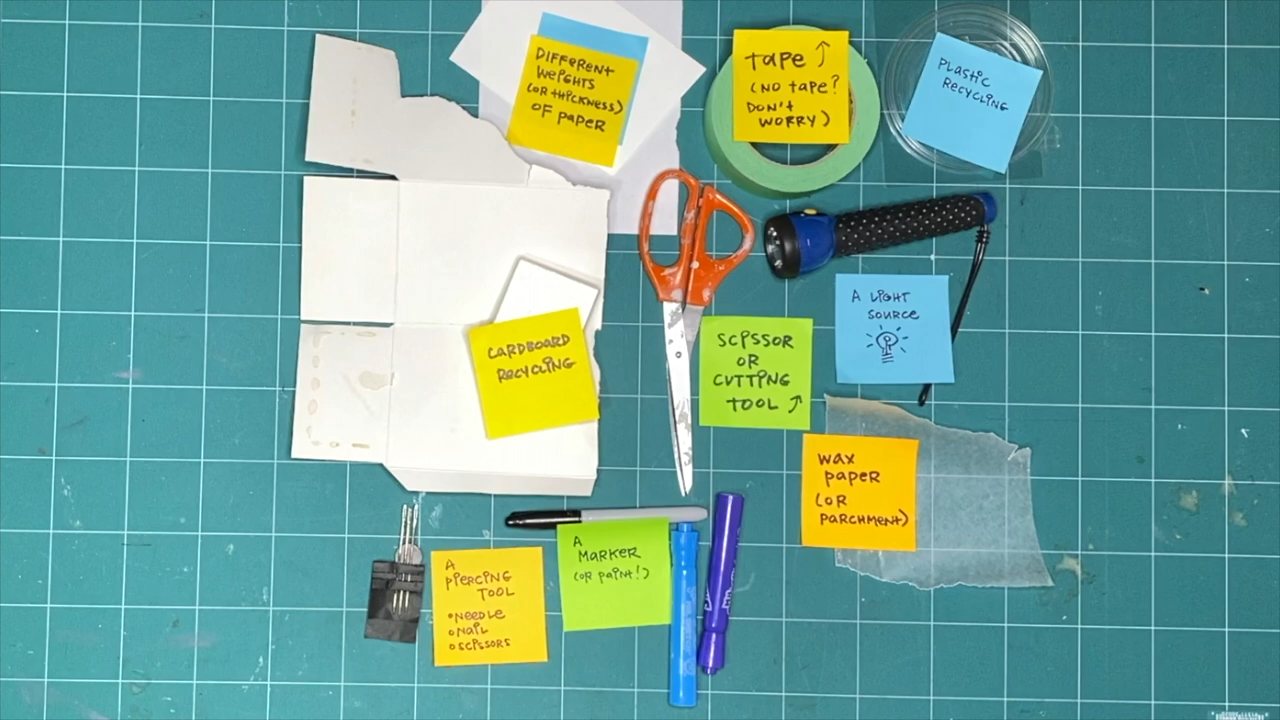 DIFFERENT
WEIGHTS
(OR THICKNESS)
OF PAPER
TAPE ↑
(NO TAPE?
DON'T
WORRY)
PLASTIC
RECYCLING
A LIGHT
SOURCE
CARDBOARD
RECYCLING
SCISSOR
OR
CUTTING
TOOL ↑
WAX
PAPER
(OR
PARCHMENT)
A
PIERCING
TOOL
•NEEDLE
•NAIL
•SCISSORS
A
MARKER
(OR PAINT!)